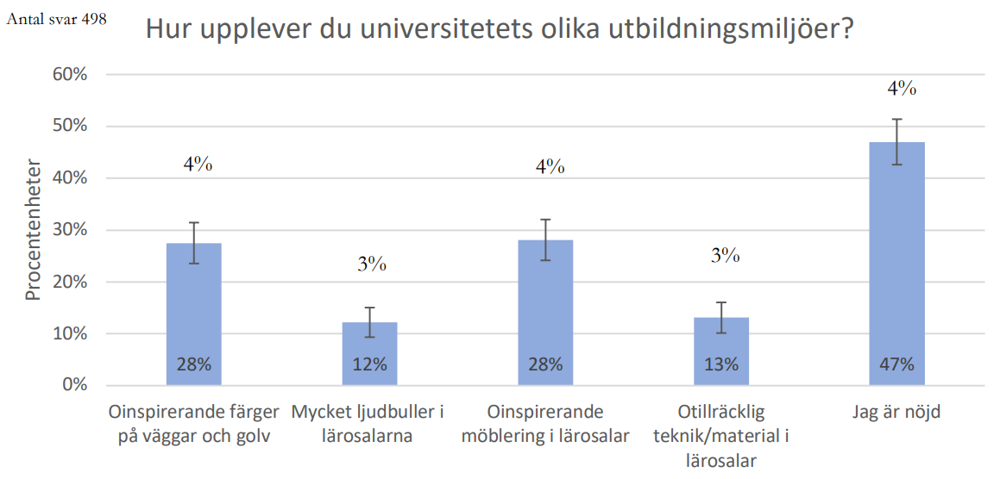 Antal svar 498
Hur upplever du universitetets olika utbildningsmiljöer?
Procentenheter
60%
50%
40%
30%
20%
10%
0%
4%
3%
4%
3%
4%
28%
12%
28%
13%
47%
Oinspirerande färger
på väggar och golv
Mycket ljudbuller i
lärosalarna
Oinspirerande
möblering i lärosalar
Otillräcklig
teknik/material i
lärosalar
Jag är nöjd